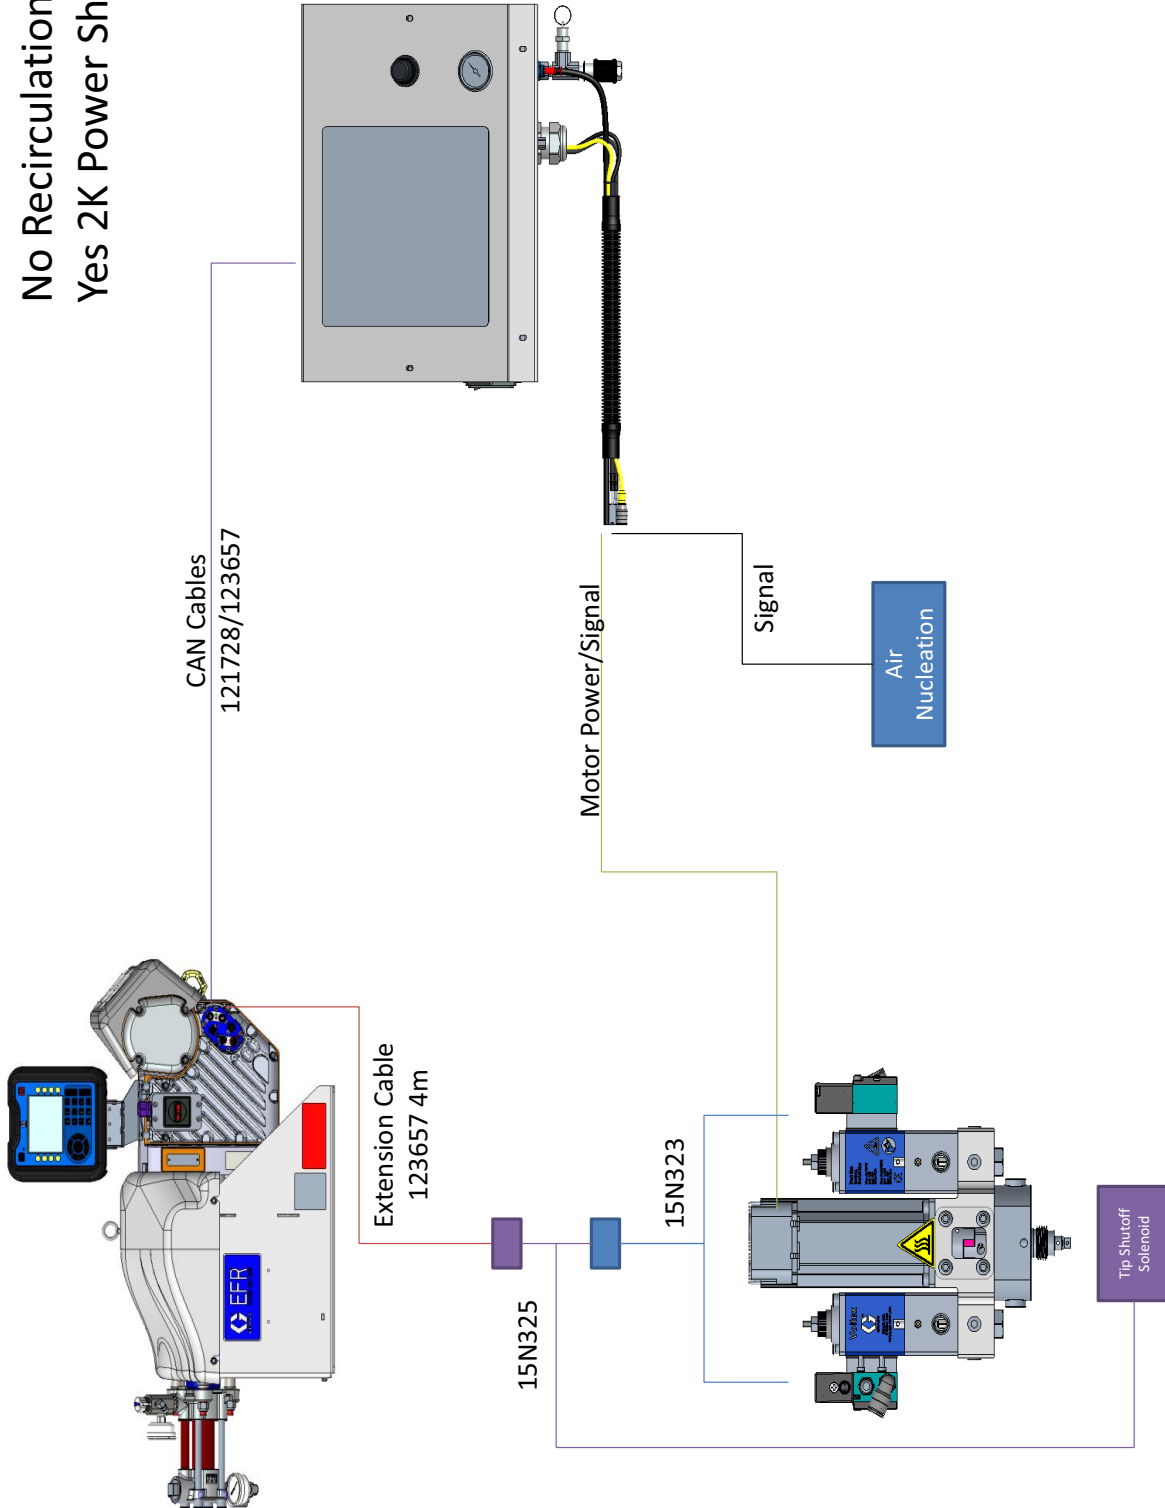 No Recirculation
Yes 2K Power Sh
CAN Cables
121728/123657
Extension Cable
123657 4m
15N325
15N323
Motor Power/Signal
Signal
Air
Nucleation
Tip Shutoff
Solenoid
EFR
Voltex